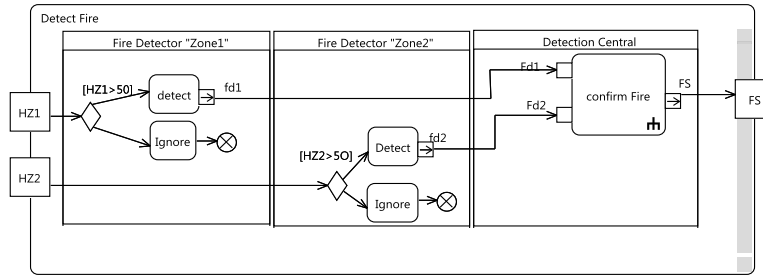 Detect Fire
Fire Detector "Zone1"
Fire Detector "Zone2"
Detection Central
[HZ1>50]
detect
fd1
Fd1
FS
confirm Fire
HZ1
Fd2
FS
Ignore
Detect
fd2
[HZ2>5O]
HZ2
Ignore